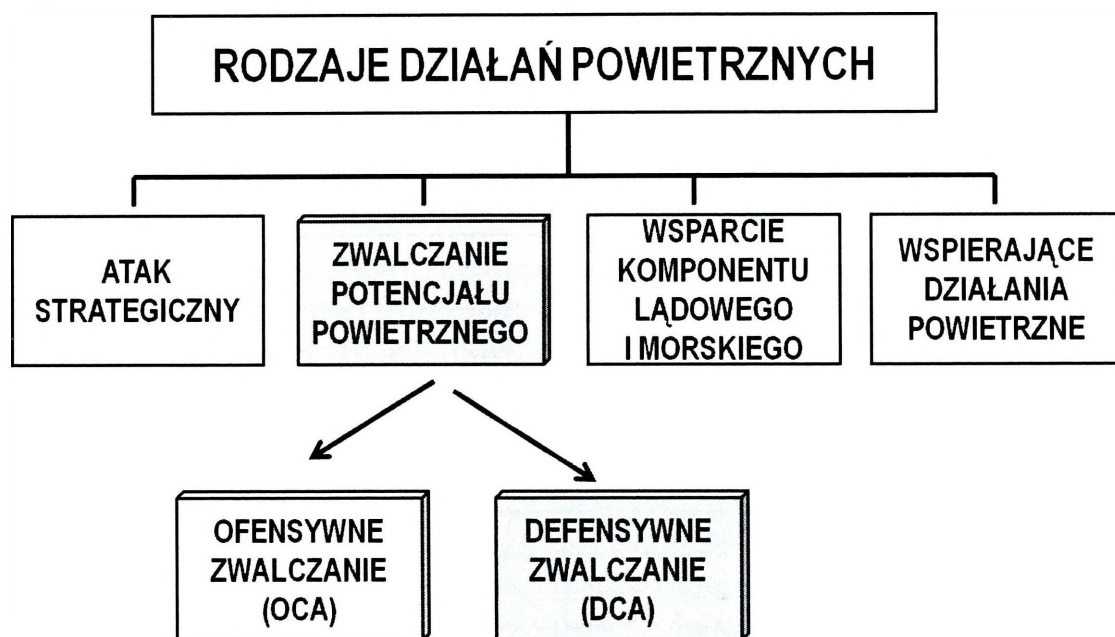 RODZAJE DZIAŁAŃ POWIETRZNYCH
ATAK
STRATEGICZNY
ZWALCZANIE
POTENCJAŁU
POWIETRZNEGO
WSPARCIE
KOMPONENTU
LĄDOWEGO
I MORSKIEGO
WSPIERAJĄCE
DZIAŁANIA
POWIETRZNE
OFENSYWNE
ZWALCZANIE
(OCA)
DEFENSYWNE
ZWALCZANIE
(DCA)